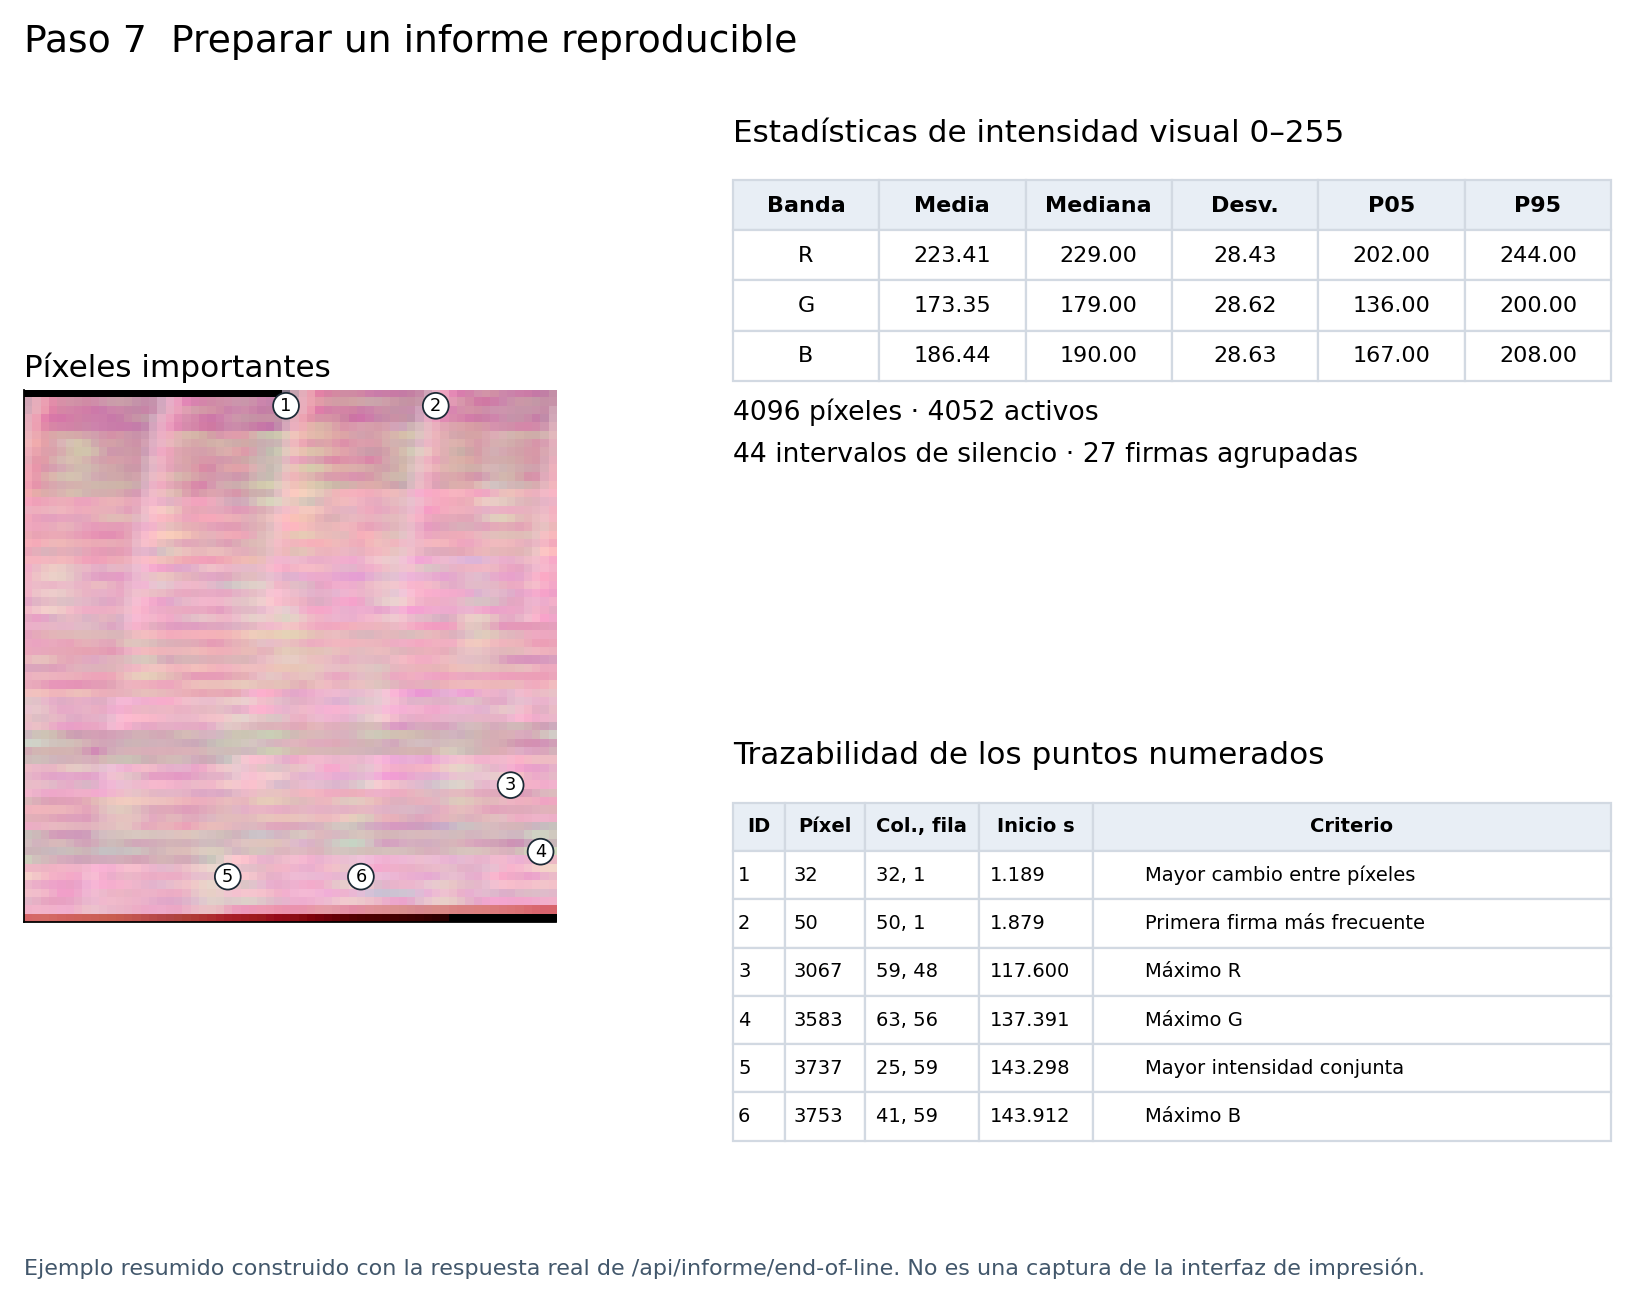 Paso 7  Preparar un informe reproducible
Estadísticas de intensidad visual 0–255
Banda Media Mediana Desv. P05 P95
R 223.41 229.00 28.43 202.00 244.00
G 173.35 179.00 28.62 136.00 200.00
B 186.44 190.00 28.63 167.00 208.00
4096 píxeles · 4052 activos
44 intervalos de silencio · 27 firmas agrupadas
Píxeles importantes
1 2
3
4
5 6
Trazabilidad de los puntos numerados
ID Píxel Col., fila Inicio s Criterio
1 32 32, 1 1.189 Mayor cambio entre píxeles
2 50 50, 1 1.879 Primera firma más frecuente
3 3067 59, 48 117.600 Máximo R
4 3583 63, 56 137.391 Máximo G
5 3737 25, 59 143.298 Mayor intensidad conjunta
6 3753 41, 59 143.912 Máximo B
Ejemplo resumido construido con la respuesta real de /api/informe/end-of-line. No es una captura de la interfaz de impresión.